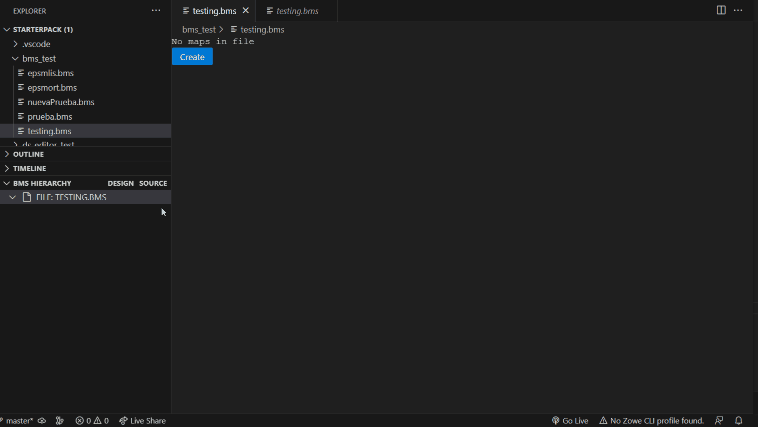 EXPLORER
STARTERPACK (1)
.vscode
bms_test
epsmlis.bms
epsmort.bms
nuevaPrueba.bms
prueba.bms
testing.bms
ds_editor_test
OUTLINE
TIMELINE
BMS HIERARCHY DESIGN SOURCE
FILE: TESTING.BMS
testing.bms testing.bms
bms_test testing.bms
No maps in file
Create
master* 0 0 Live Share Go Live No Zowe CLI profile found.